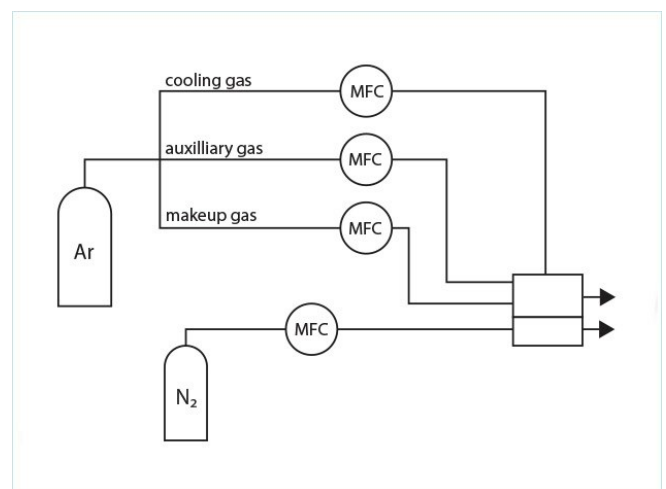 cooling gas
MFC
auxilliary gas
MFC
makeup gas
MFC
Ar
MFC
N₂